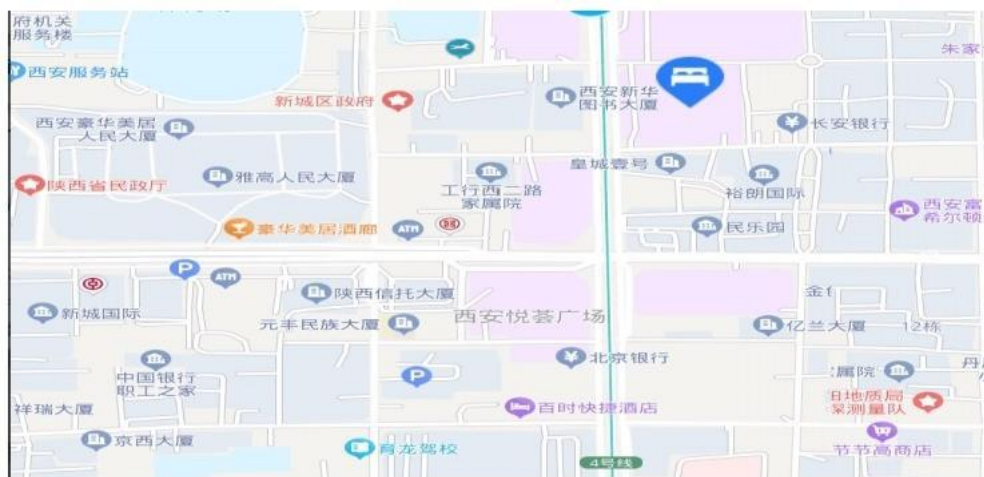 府机关
服务楼
朱家
西安服务站
新城区政府
西安新华
图书大厦
西安豪华美居
人民大厦
长安银行
皇城壹号
陕西省民政厅
雅高人民大厦
工行西二路
家属院
裕朗国际
西安富
希尔顿
豪华美居酒廊
ATM
民乐园
P
ATM
陕西信托大厦
新城国际
元丰民族大厦
西安悦荟广场
亿兰大厦
12栋
北京银行
中国银行
职工之家
P
属院
丹
祥瑞大厦
百时快捷酒店
旧地质局
探测量队
京西大厦
育龙驾校
节节高商店
4号线